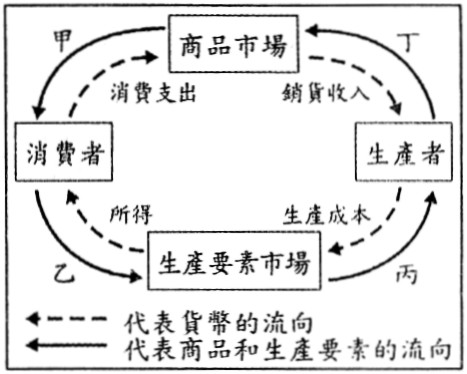 甲
商品市場
丁
消費支出
銷貨收入
消費者
生產者
所得
生產成本
乙
生產要素市場
丙
代表貨幣的流向
代表商品和生產要素的流向